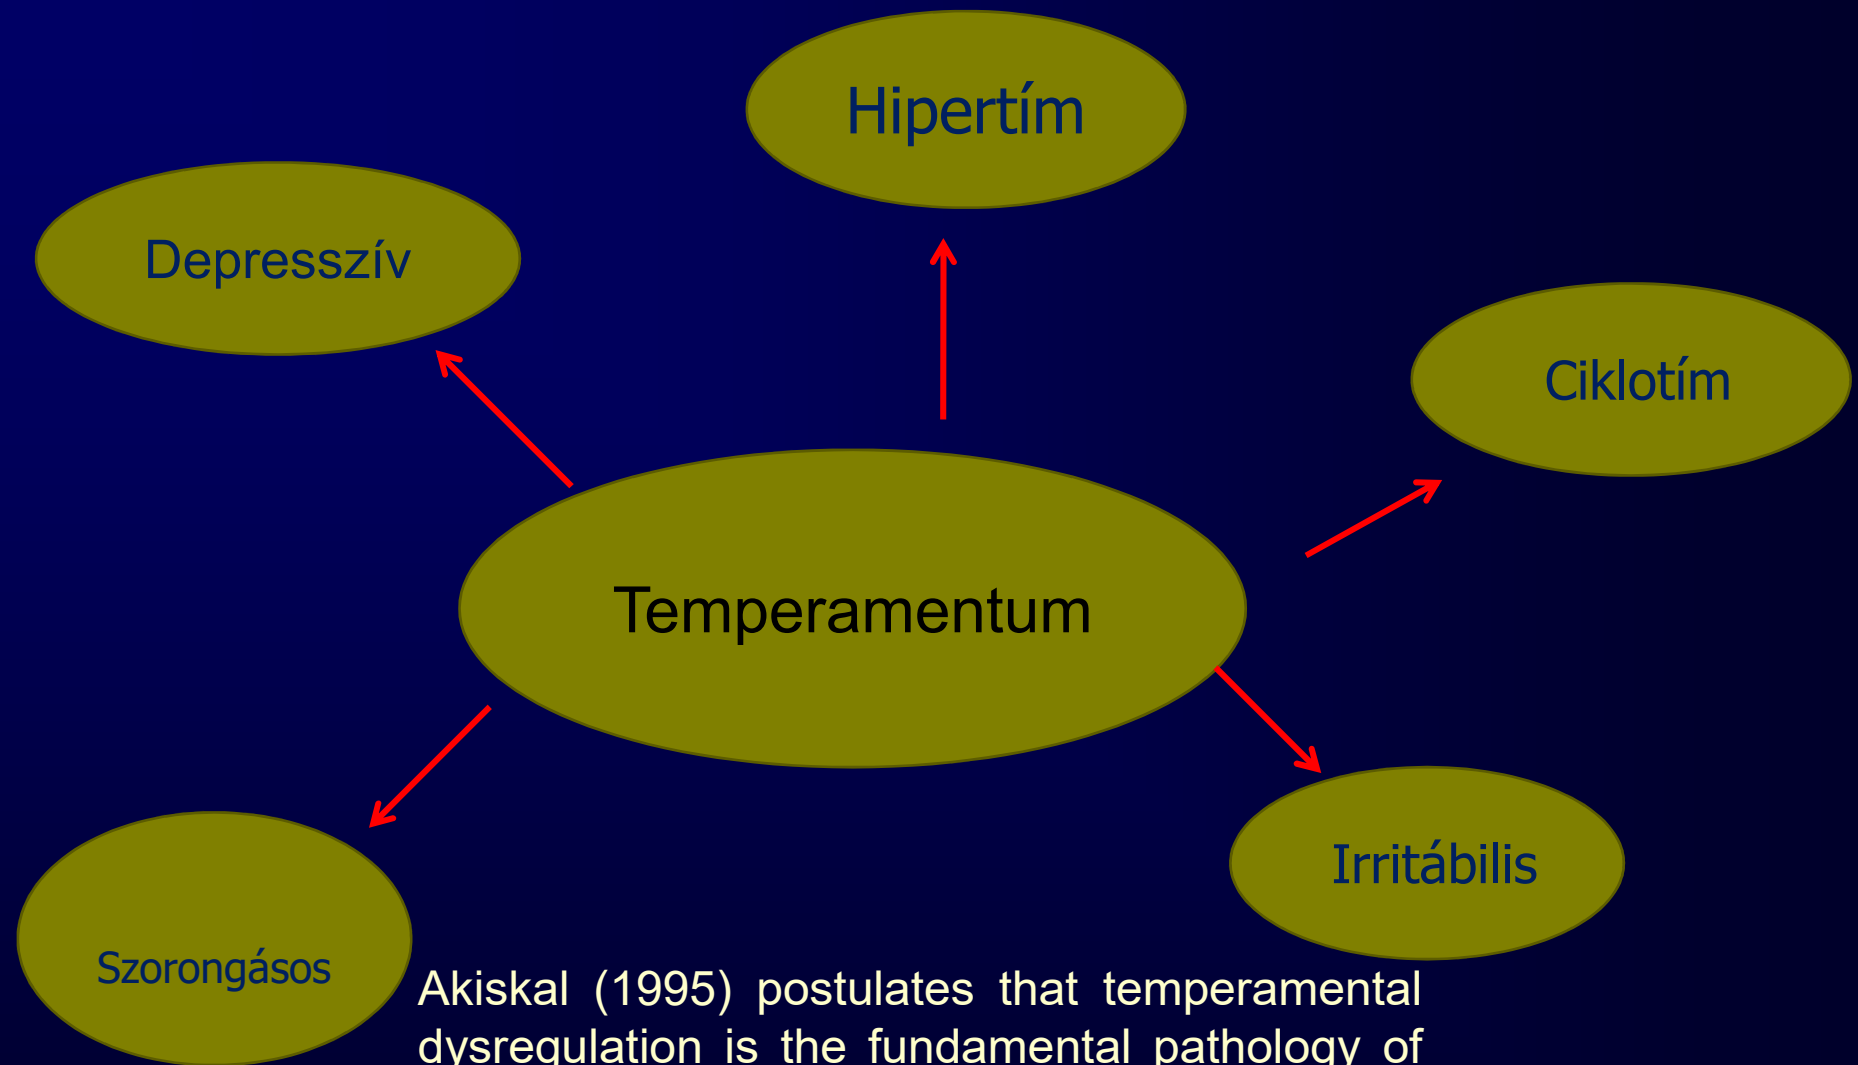 Hipertím
Depresszív
Ciklotím
Temperamentum
Irritábilis
Szorongásos
Akiskal (1995) postulates that temperamental
dysregulation is the fundamental pathology of